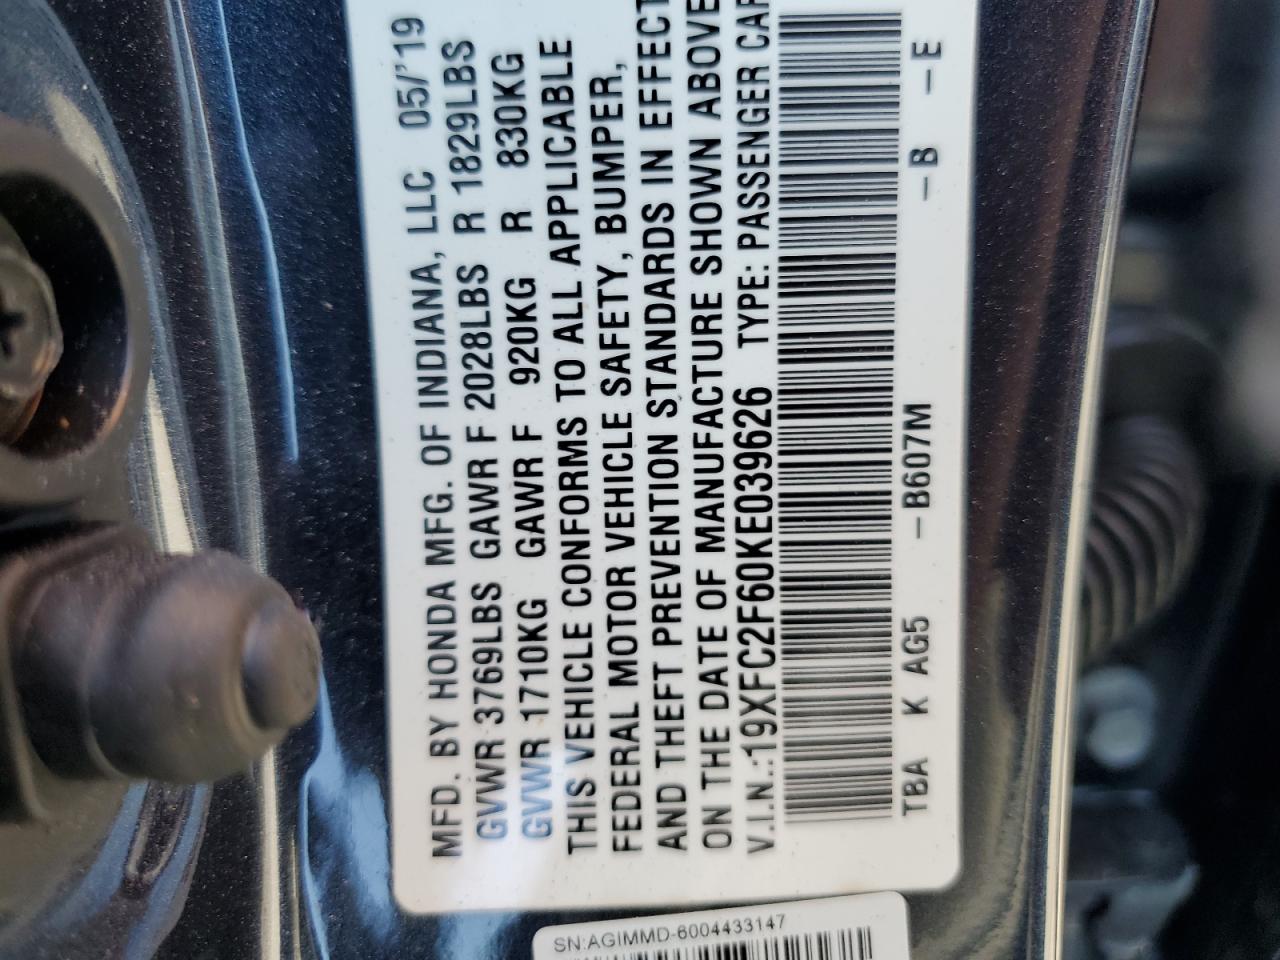 MFD. BY HONDA MFG. OF INDIANA, LLC 05/'19
GVWR 3769LBS GAWR F 2028LBS R 1829LBS
GVWR 1710KG GAWR F 920KG R 830KG
THIS VEHICLE CONFORMS TO ALL APPLICABLE
FEDERAL MOTOR VEHICLE SAFETY, BUMPER,
AND THEFT PREVENTION STANDARDS IN EFFECT
ON THE DATE OF MANUFACTURE SHOWN ABOVE
V.I.N.:19XFC2F60KE039626 TYPE: PASSENGER CAR
TBA K AG5 -B607M -B -E
SN:AGIMMD-6004433147